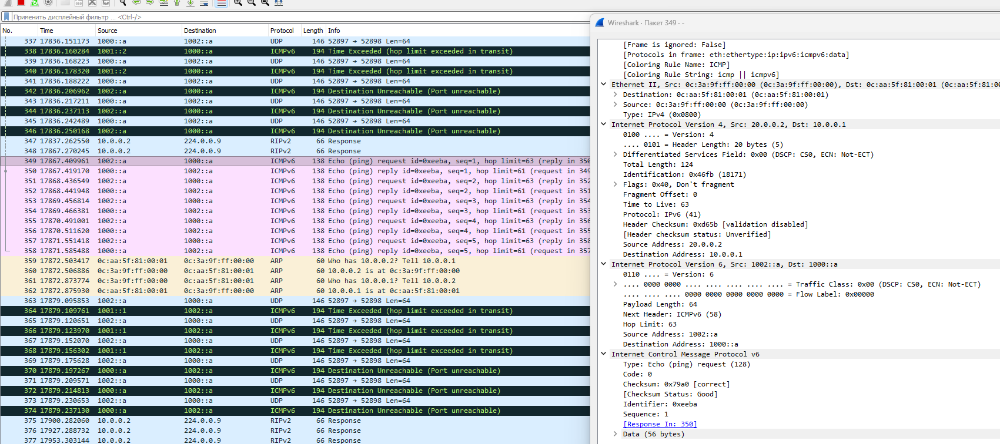 Применить дисплейный фильтр ... <Ctrl-/>
No. Time Source Destination Protocol Length Info
337 17836.151173 1000::a 1002::a UDP 146 52897 → 52898 Len=64
338 17836.160284 1001::2 1000::a ICMPv6 194 Time Exceeded (hop limit exceeded in transit)
339 17836.168223 1000::a 1002::a UDP 146 52897 → 52898 Len=64
340 17836.178320 1001::2 1000::a ICMPv6 194 Time Exceeded (hop limit exceeded in transit)
341 17836.188222 1000::a 1002::a UDP 146 52897 → 52898 Len=64
342 17836.206962 1002::a 1000::a ICMPv6 194 Destination Unreachable (Port unreachable)
343 17836.217211 1000::a 1002::a UDP 146 52897 → 52898 Len=64
344 17836.237113 1002::a 1000::a ICMPv6 194 Destination Unreachable (Port unreachable)
345 17836.242489 1000::a 1002::a UDP 146 52897 → 52898 Len=64
346 17836.250168 1002::a 1000::a ICMPv6 194 Destination Unreachable (Port unreachable)
347 17837.262550 10.0.0.2 224.0.0.9 RIPv2 66 Response
348 17867.270245 10.0.0.2 224.0.0.9 RIPv2 66 Response
349 17867.409961 1002::a 1000::a ICMPv6 138 Echo (ping) request id=0xeeba, seq=1, hop limit=63 (reply in 350
350 17867.419170 1000::a 1002::a ICMPv6 138 Echo (ping) reply id=0xeeba, seq=1, hop limit=61 (request in 349
351 17868.436549 1002::a 1000::a ICMPv6 138 Echo (ping) request id=0xeeba, seq=2, hop limit=63 (reply in 352
352 17868.441948 1000::a 1002::a ICMPv6 138 Echo (ping) reply id=0xeeba, seq=2, hop limit=61 (request in 351
353 17869.456814 1002::a 1000::a ICMPv6 138 Echo (ping) request id=0xeeba, seq=3, hop limit=63 (reply in 354
354 17869.466381 1000::a 1002::a ICMPv6 138 Echo (ping) reply id=0xeeba, seq=3, hop limit=61 (request in 353
355 17870.491001 1002::a 1000::a ICMPv6 138 Echo (ping) request id=0xeeba, seq=4, hop limit=63 (reply in 356
356 17870.511620 1000::a 1002::a ICMPv6 138 Echo (ping) reply id=0xeeba, seq=4, hop limit=61 (request in 355
357 17871.551418 1002::a 1000::a ICMPv6 138 Echo (ping) request id=0xeeba, seq=5, hop limit=63 (reply in 358
358 17871.585488 1000::a 1002::a ICMPv6 138 Echo (ping) reply id=0xeeba, seq=5, hop limit=61 (request in 357
359 17872.503417 0c:aa:5f:81:00:01 0c:3a:9f:ff:00:00 ARP 60 Who has 10.0.0.2? Tell 10.0.0.1
360 17872.506886 0c:3a:9f:ff:00:00 0c:aa:5f:81:00:01 ARP 60 10.0.0.2 is at 0c:3a:9f:ff:00:00
361 17872.873774 0c:3a:9f:ff:00:00 0c:aa:5f:81:00:01 ARP 60 Who has 10.0.0.1? Tell 10.0.0.2
362 17872.875930 0c:aa:5f:81:00:01 0c:3a:9f:ff:00:00 ARP 60 10.0.0.1 is at 0c:aa:5f:81:00:01
363 17879.095853 1002::a 1000::a UDP 146 52897 → 52898 Len=64
364 17879.109761 1001::1 1002::a ICMPv6 194 Time Exceeded (hop limit exceeded in transit)
365 17879.120651 1002::a 1000::a UDP 146 52897 → 52898 Len=64
366 17879.123970 1001::1 1002::a ICMPv6 194 Time Exceeded (hop limit exceeded in transit)
367 17879.152070 1002::a 1000::a UDP 146 52897 → 52898 Len=64
368 17879.156302 1001::1 1002::a ICMPv6 194 Time Exceeded (hop limit exceeded in transit)
369 17879.175628 1002::a 1000::a UDP 146 52897 → 52898 Len=64
370 17879.197267 1000::a 1002::a ICMPv6 194 Destination Unreachable (Port unreachable)
371 17879.209571 1002::a 1000::a UDP 146 52897 → 52898 Len=64
372 17879.214813 1000::a 1002::a ICMPv6 194 Destination Unreachable (Port unreachable)
373 17879.230653 1002::a 1000::a UDP 146 52897 → 52898 Len=64
374 17879.237130 1000::a 1002::a ICMPv6 194 Destination Unreachable (Port unreachable)
375 17900.282060 10.0.0.2 224.0.0.9 RIPv2 66 Response
376 17927.288732 10.0.0.2 224.0.0.9 RIPv2 66 Response
377 17953.303144 10.0.0.2 224.0.0.9 RIPv2 66 Response
Wireshark · Пакет 349 · -
[Frame is ignored: False]
[Protocols in frame: eth:ethertype:ip:ipv6:icmpv6:data]
[Coloring Rule Name: ICMP]
[Coloring Rule String: icmp || icmpv6]
Ethernet II, Src: 0c:3a:9f:ff:00:00 (0c:3a:9f:ff:00:00), Dst: 0c:aa:5f:81:00:01 (0c:aa:5f:81:00
Destination: 0c:aa:5f:81:00:01 (0c:aa:5f:81:00:01)
Source: 0c:3a:9f:ff:00:00 (0c:3a:9f:ff:00:00)
Type: IPv4 (0x0800)
Internet Protocol Version 4, Src: 20.0.0.2, Dst: 10.0.0.1
0100 .... = Version: 4
.... 0101 = Header Length: 20 bytes (5)
Differentiated Services Field: 0x00 (DSCP: CS0, ECN: Not-ECT)
Total Length: 124
Identification: 0x46fb (18171)
Flags: 0x40, Don't fragment
Fragment Offset: 0
Time to Live: 63
Protocol: IPv6 (41)
Header Checksum: 0xd65b [validation disabled]
[Header checksum status: Unverified]
Source Address: 20.0.0.2
Destination Address: 10.0.0.1
Internet Protocol Version 6, Src: 1002::a, Dst: 1000::a
0110 .... = Version: 6
.... 0000 0000 .... .... .... .... .... = Traffic Class: 0x00 (DSCP: CS0, ECN: Not-ECT)
.... .... .... 0000 0000 0000 0000 0000 = Flow Label: 0x00000
Payload Length: 64
Next Header: ICMPv6 (58)
Hop Limit: 63
Source Address: 1002::a
Destination Address: 1000::a
Internet Control Message Protocol v6
Type: Echo (ping) request (128)
Code: 0
Checksum: 0x79a0 [correct]
[Checksum Status: Good]
Identifier: 0xeeba
Sequence: 1
[Response In: 350]
Data (56 bytes)